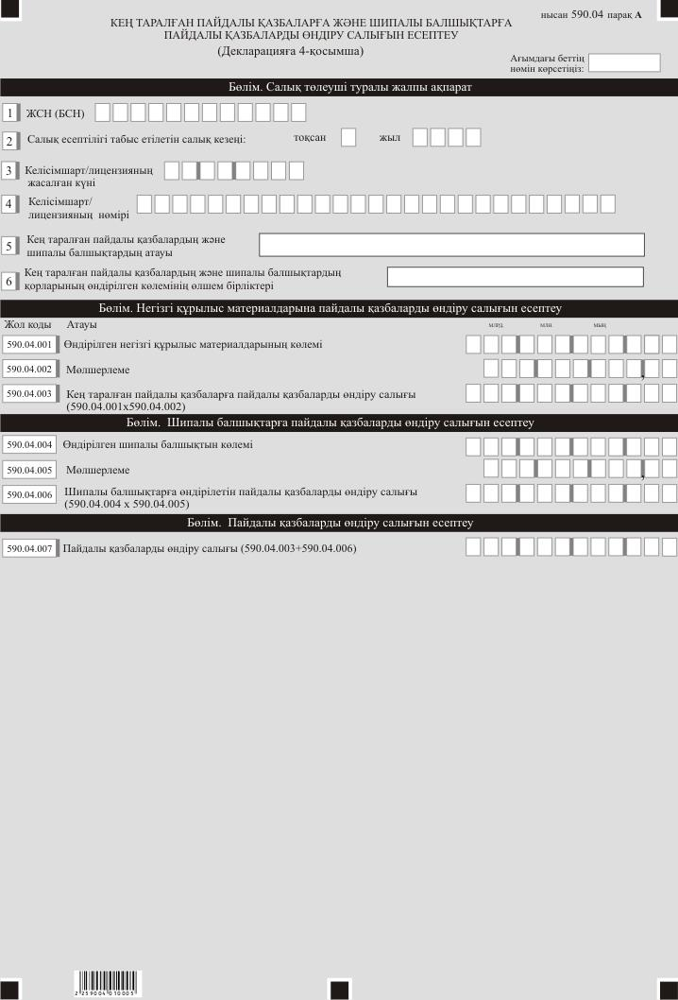 нысан 590.04 парақ A
КЕҢ ТАРАЛҒАН ПАЙДАЛЫ ҚАЗБАЛАРҒА ЖӘНЕ ШИПАЛЫ БАЛШЫҚТАРҒА
ПАЙДАЛЫ ҚАЗБАЛАРДЫ ӨНДІРУ САЛЫҒЫН ЕСЕПТЕУ
(Декларацияға 4-қосымша)
Ағымдағы беттің
нөмін көрсетіңіз:
Бөлім. Салық төлеуші туралы жалпы ақпарат
1 ЖСН (БСН)
2 Салық есептілігі табыс етілетін салық кезеңі: тоқсан жыл
3 Келісімшарт/лицензияның
жасалған күні
4 Келісімшарт/
лицензияның нөмірі
5 Кең таралған пайдалы қазбалардың және
шипалы балшықтардың атауы
6 Кең таралған пайдалы қазбалардың және шипалы балшықтардың
қорларының өндірілген көлемінің өлшем бірліктері
Бөлім. Негізгі құрылыс материалдарына пайдалы қазбаларды өндіру салығын есептеу
Жол коды Атауы млрд. млн. мың
590.04.001 Өндірілген негізгі құрылыс материалдарының көлемі
590.04.002 Мөлшерлеме ,
590.04.003 Кең таралған пайдалы қазбаларға пайдалы қазбаларды өндіру салығы
(590.04.001x590.04.002)
Бөлім. Шипалы балшықтарға пайдалы қазбаларды өндіру салығын есептеу
590.04.004 Өндірілген шипалы балшықтын көлемі
590.04.005 Мөлшерлеме ,
590.04.006 Шипалы балшықтарға өндірілетін пайдалы қазбаларды өндіру салығы
(590.04.004 x 590.04.005)
Бөлім. Пайдалы қазбаларды өндіру салығын есептеу
590.04.007 Пайдалы қазбаларды өндіру салығы (590.04.003+590.04.006)
2 259004 010005